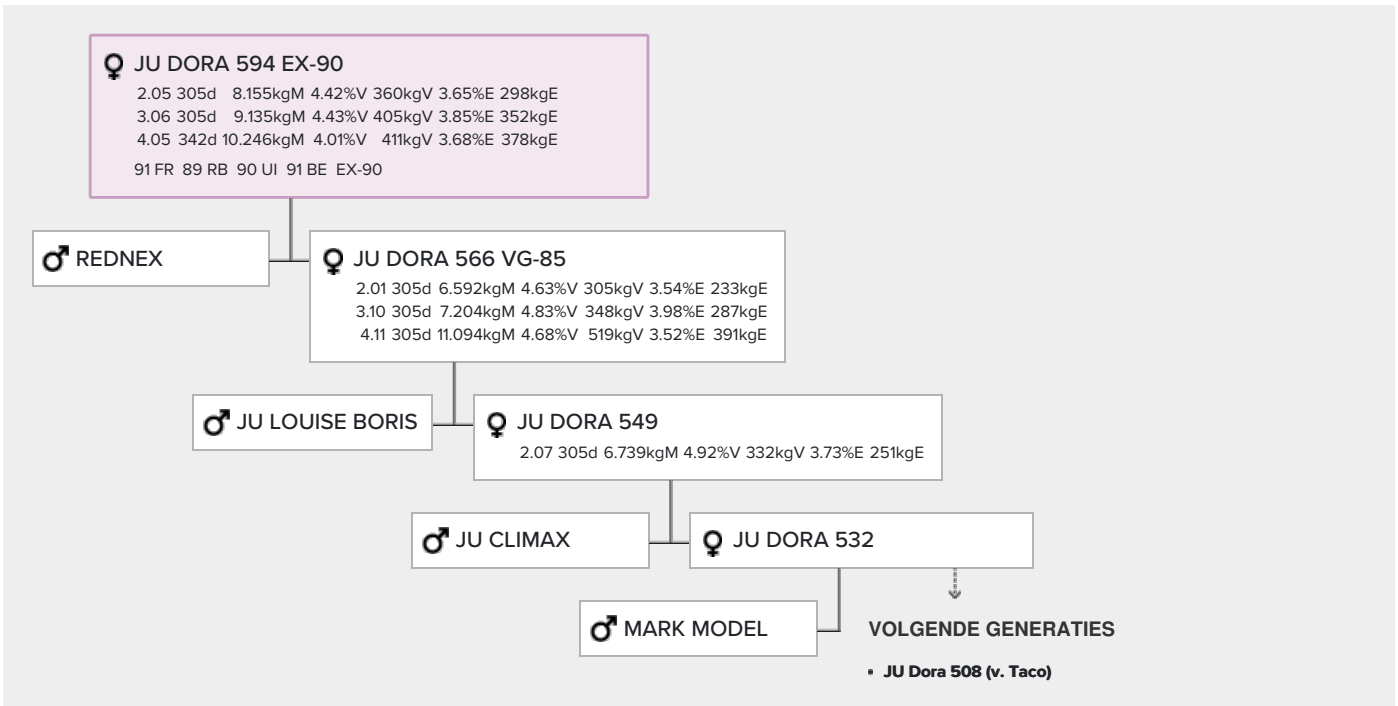 JU DORA 594 EX-90
2.05 305d 8.155kgM 4.42%V 360kgV 3.65%E 298kgE
3.06 305d 9.135kgM 4.43%V 405kgV 3.85%E 352kgE
4.05 342d 10.246kgM 4.01%V 411kgV 3.68%E 378kgE
91 FR 89 RB 90 UI 91 BE EX-90
REDNEX
JU DORA 566 VG-85
2.01 305d 6.592kgM 4.63%V 305kgV 3.54%E 233kgE
3.10 305d 7.204kgM 4.83%V 348kgV 3.98%E 287kgE
4.11 305d 11.094kgM 4.68%V 519kgV 3.52%E 391kgE
JU LOUISE BORIS
JU DORA 549
2.07 305d 6.739kgM 4.92%V 332kgV 3.73%E 251kgE
JU CLIMAX
JU DORA 532
MARK MODEL
VOLGENDE GENERATIES
• JU Dora 508 (v. Taco)